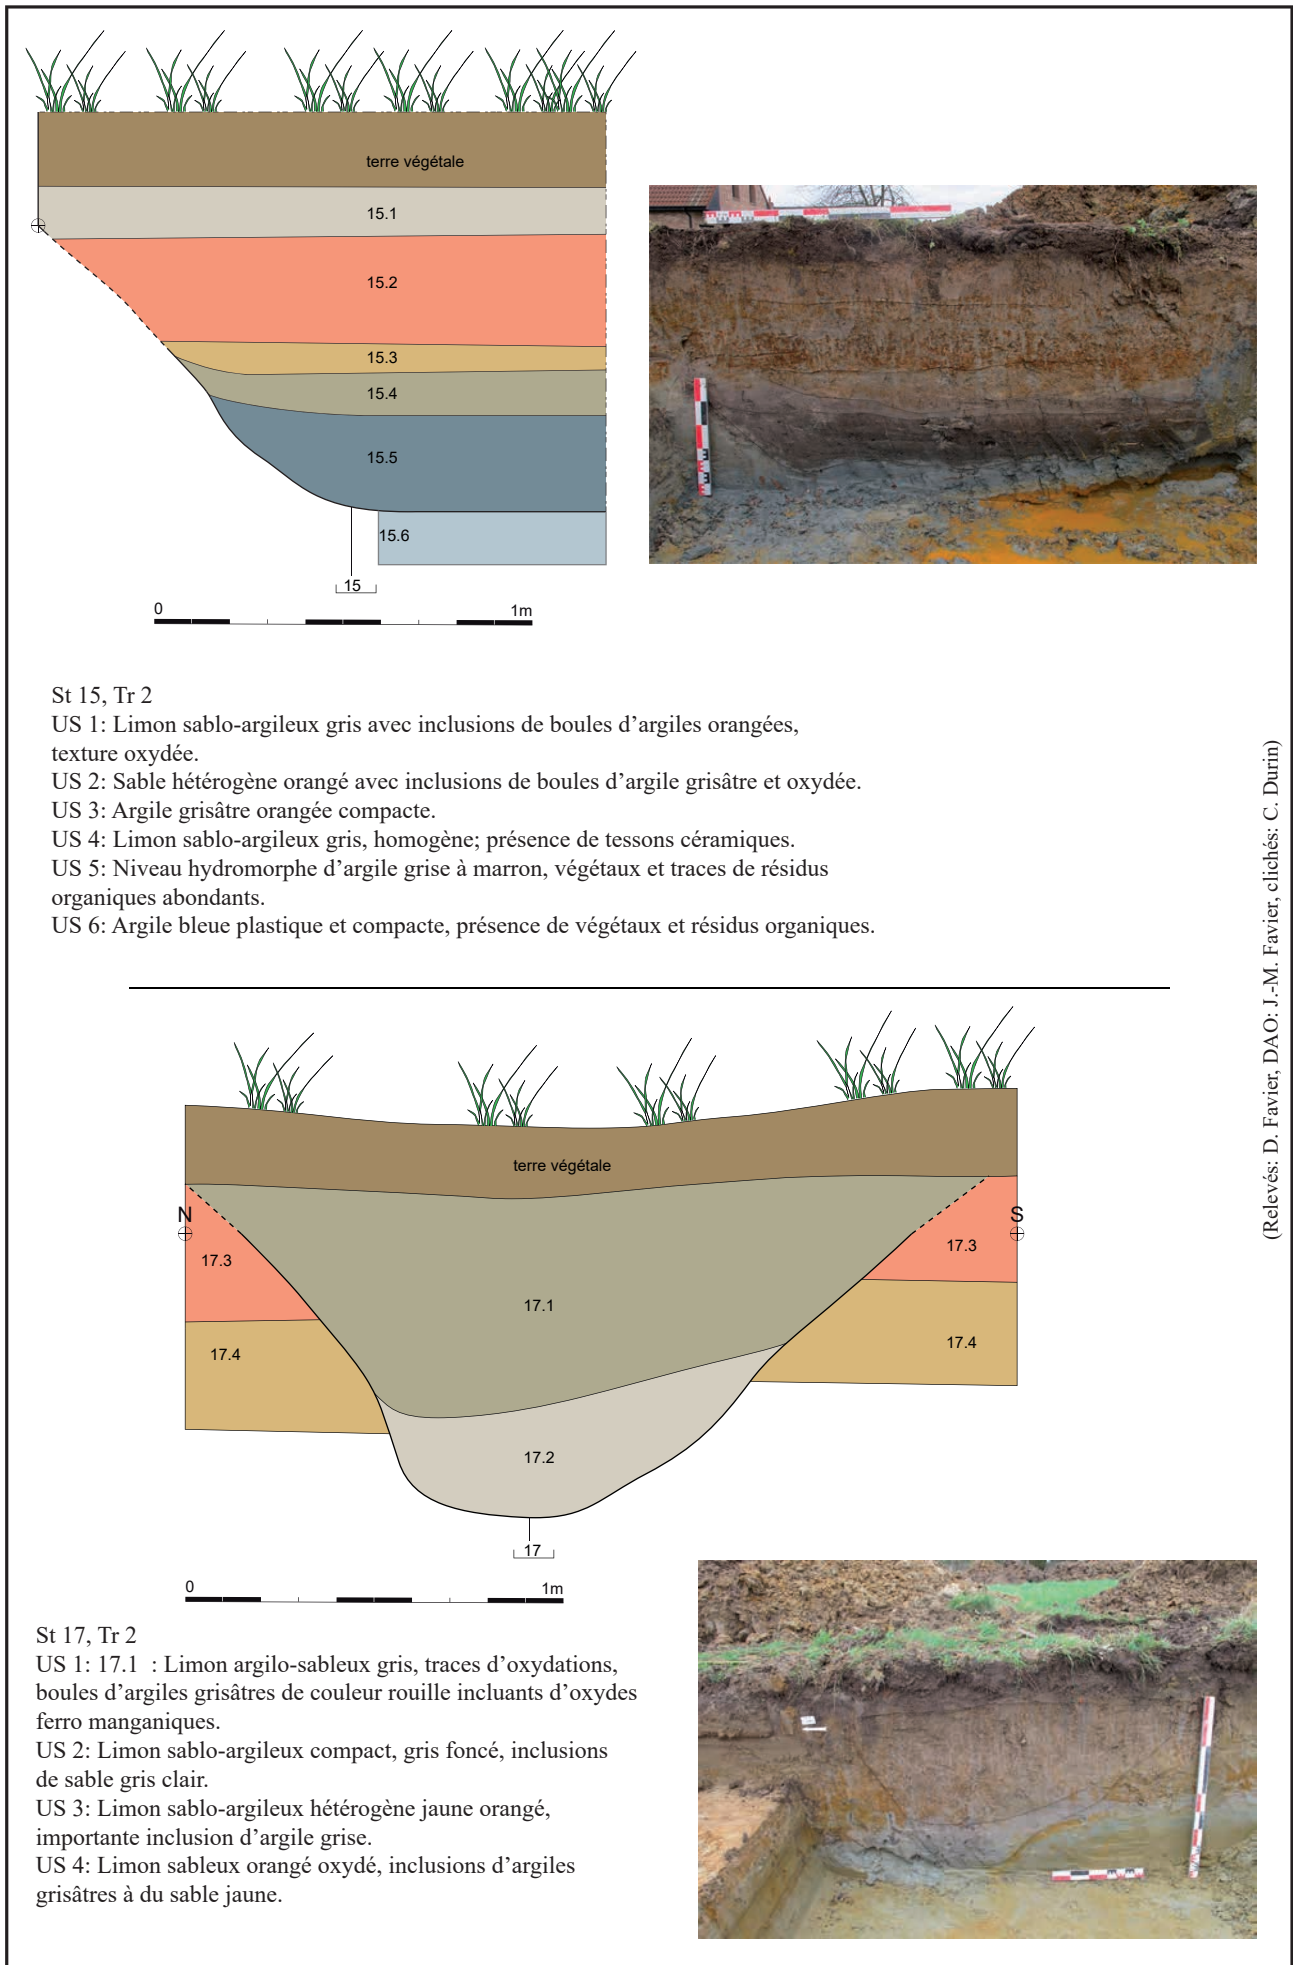 terre végétale
15.1
15.2
15.3
15.4
15.5
15.6
15
0 1m
St 15, Tr 2
US 1: Limon sablo-argileux gris avec inclusions de boules d'argiles orangées,
texture oxydée.
US 2: Sable hétérogène orangé avec inclusions de boules d'argile grisâtre et oxydée.
US 3: Argile grisâtre orangée compacte.
US 4: Limon sablo-argileux gris, homogène; présence de tessons céramiques.
US 5: Niveau hydromorphe d'argile grise à marron, végétaux et traces de résidus
organiques abondants.
US 6: Argile bleue plastique et compacte, présence de végétaux et résidus organiques.
(Relevés: D. Favier, DAO: J.-M. Favier, clichés: C. Durin)
terre végétale
N S
17.3 17.3
17.1
17.4 17.4
17.2
17
0 1m
St 17, Tr 2
US 1: 17.1 : Limon argilo-sableux gris, traces d'oxydations,
boules d'argiles grisâtres de couleur rouille incluants d'oxydes
ferro manganiques.
US 2: Limon sablo-argileux compact, gris foncé, inclusions
de sable gris clair.
US 3: Limon sablo-argileux hétérogène jaune orangé,
importante inclusion d'argile grise.
US 4: Limon sableux orangé oxydé, inclusions d'argiles
grisâtres à du sable jaune.